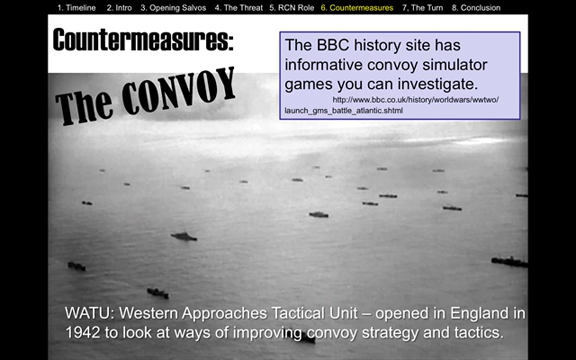 1. Timeline 2. Intro 3. Opening Salvos 4. The Threat 5. RCN Role 6. Countermeasures 7, The Turn 8. Conclusion
Countermeasures:
The CONVOY
The BBC history site has
informative convoy simulator
games you can investigate.
http://www.bbc.co.uk/history/worldwars/wwtwo/
launch_gms_battle_atlantic.shtml
WATU: Western Approaches Tactical Unit – opened in England in
1942 to look at ways of improving convoy strategy and tactics.